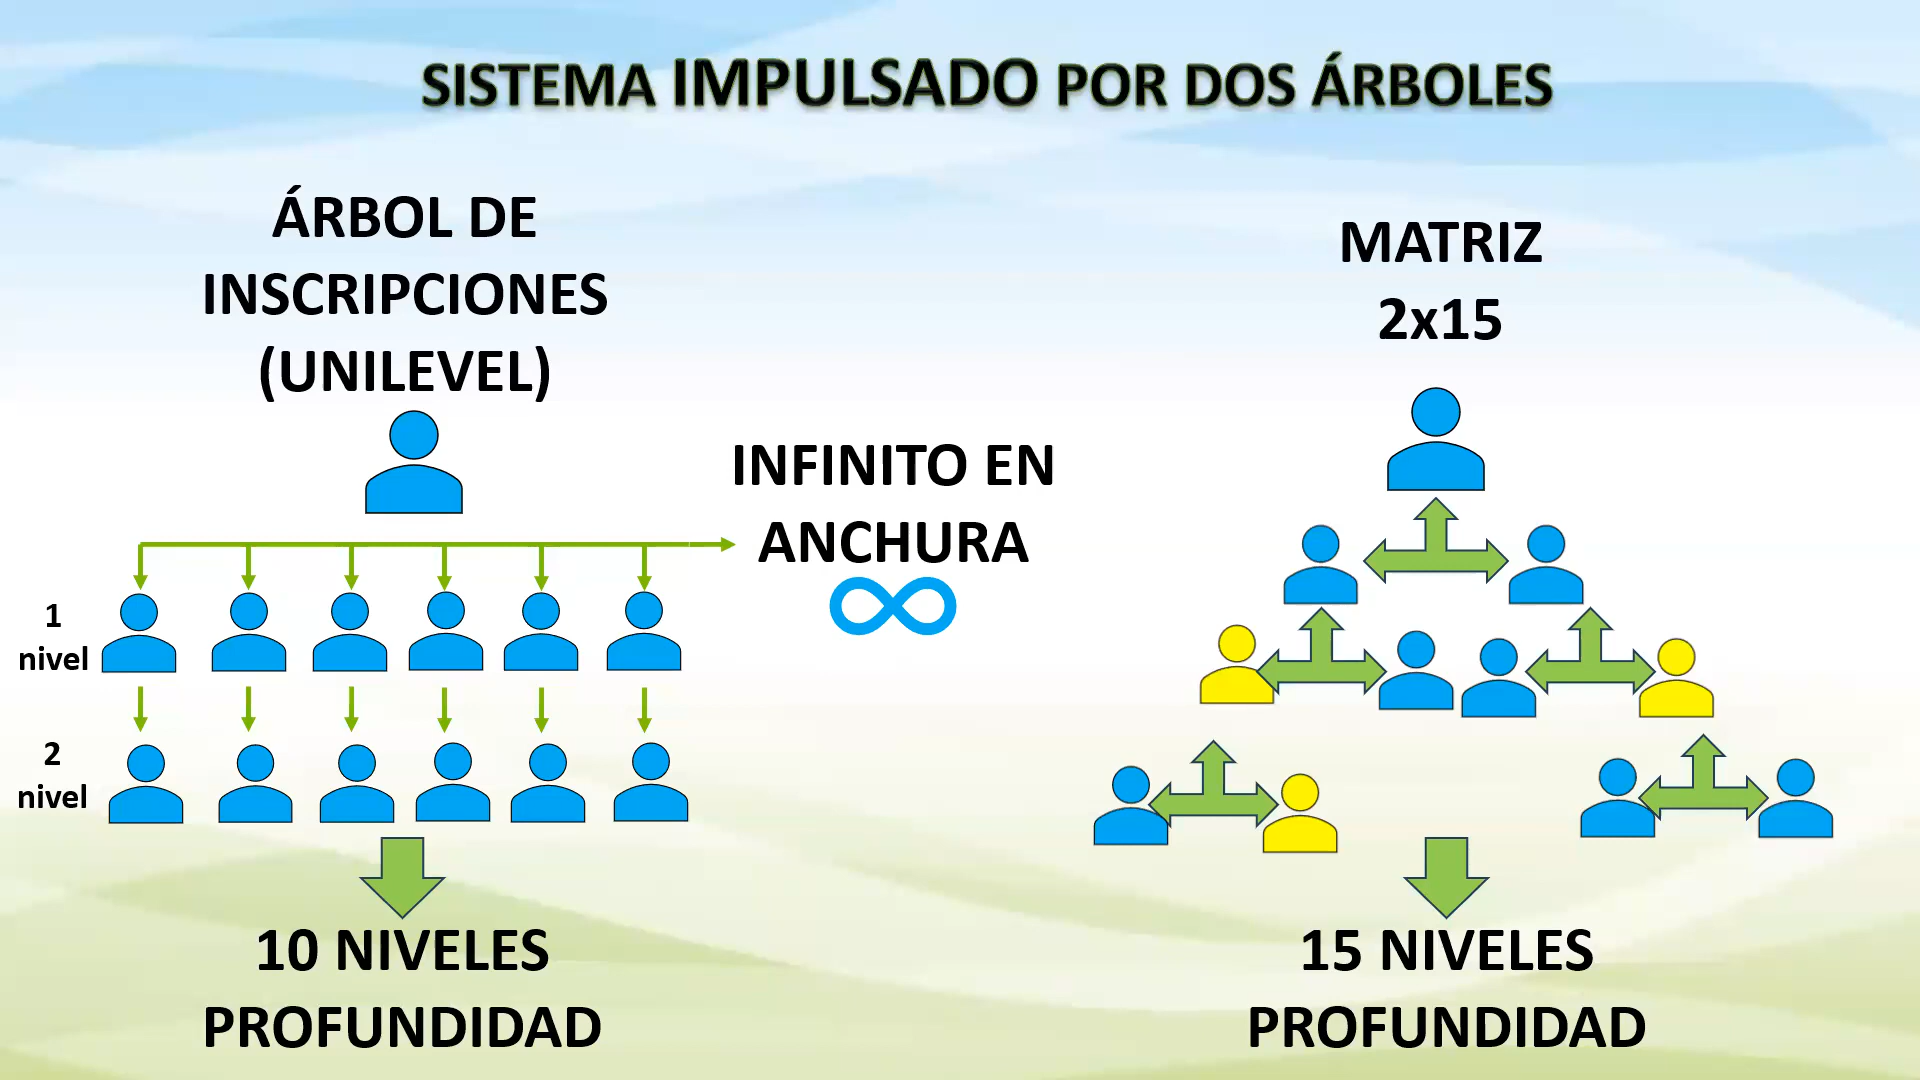 SISTEMA IMPULSADO POR DOS ÁRBOLES
ÁRBOL DE
INSCRIPCIONES
(UNILEVEL)
INFINITO EN
ANCHURA
1
nivel
2
nivel
10 NIVELES
PROFUNDIDAD
MATRIZ
2x15
15 NIVELES
PROFUNDIDAD